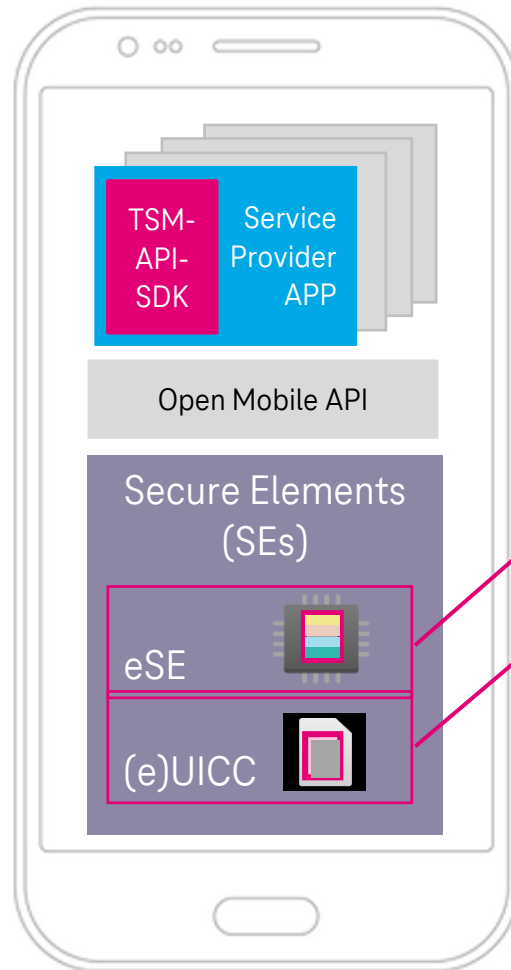 TSM-
API-
SDK
Service
Provider
APP
Open Mobile API
Secure Elements
(SEs)
eSE
(e)UICC